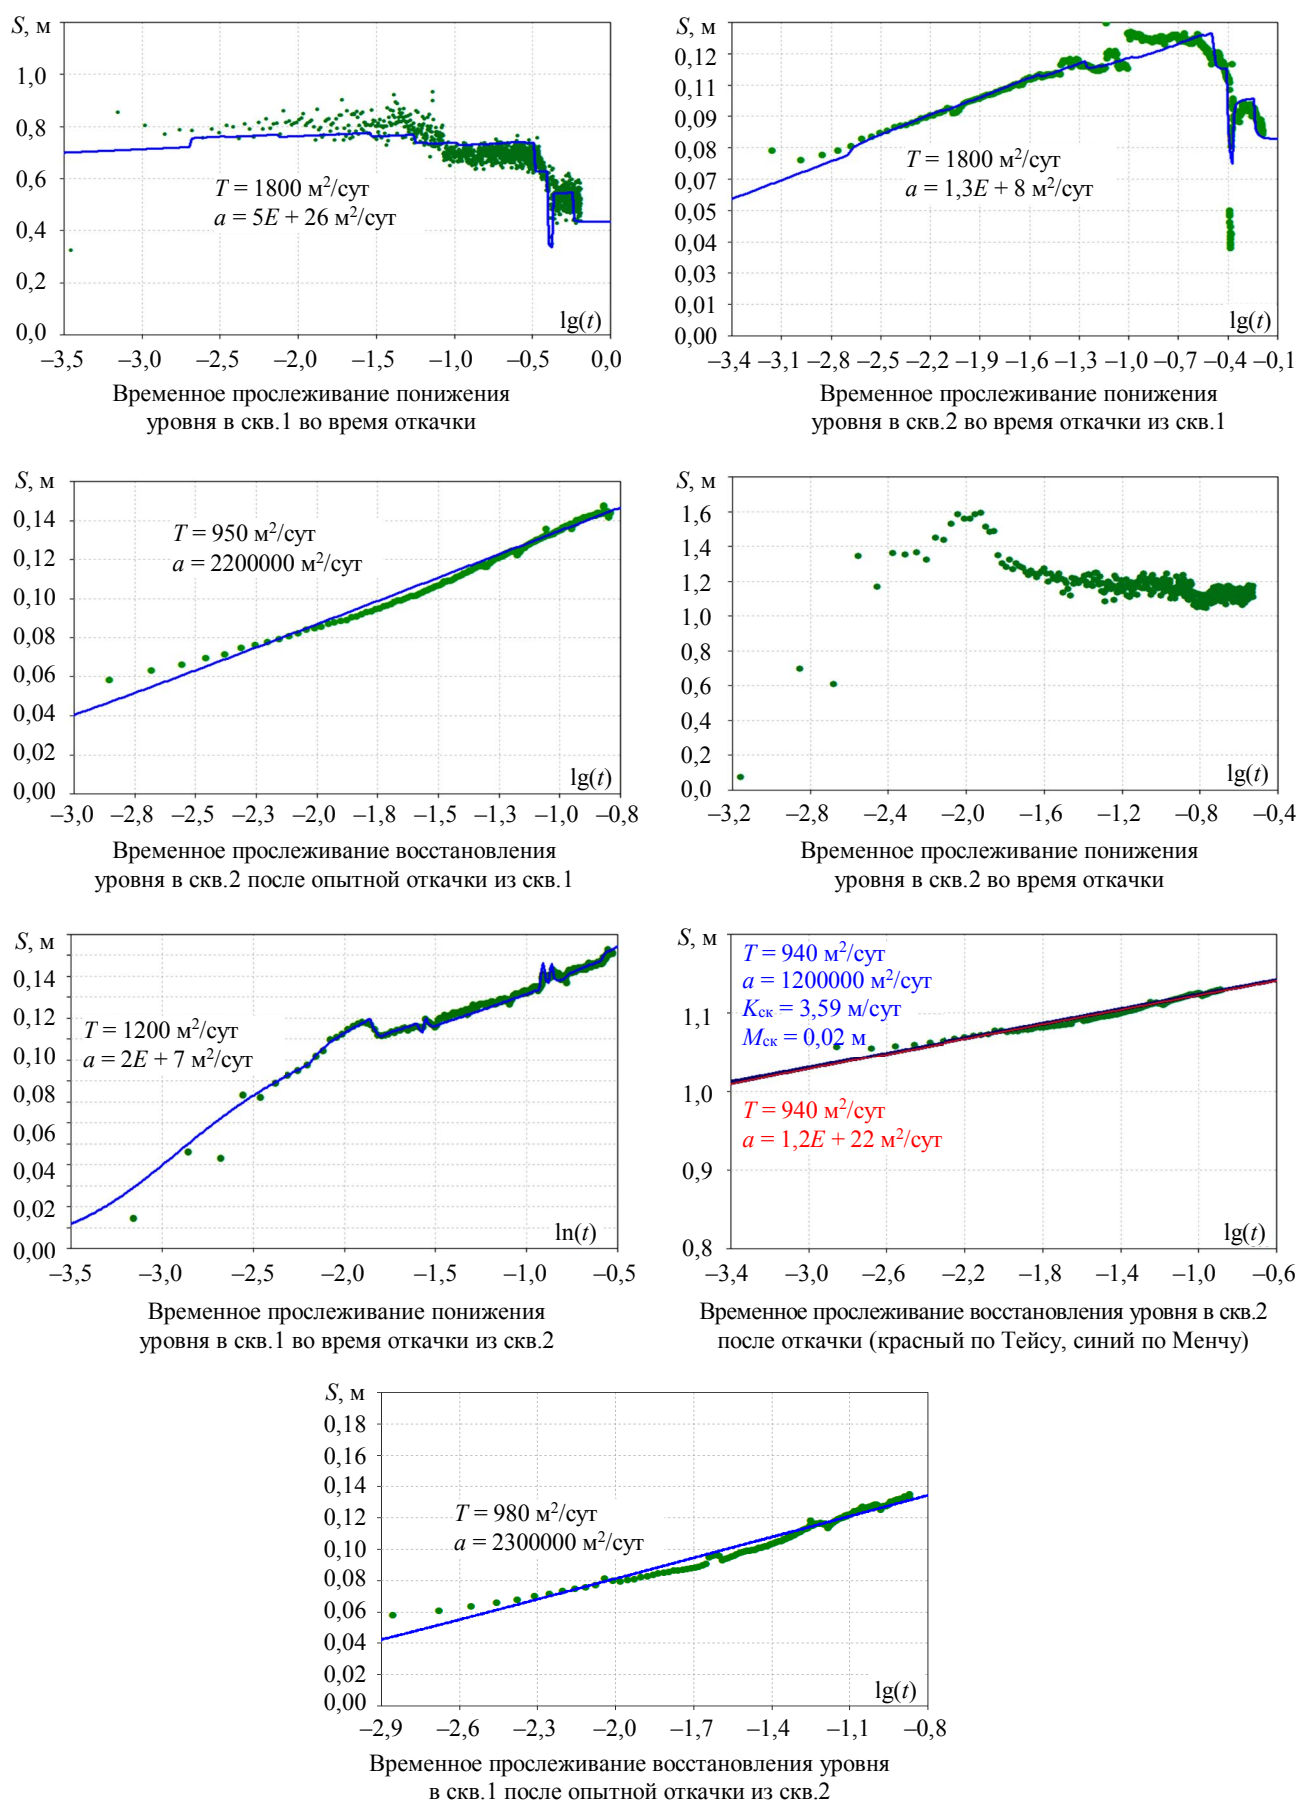 S, м
1,0
0,8
0,6
0,4
0,2
0,0
T = 1800 м²/сут
a = 5E + 26 м²/сут
lg(t)
–3,5 –3,0 –2,5 –2,0 –1,5 –1,0 –0,5 0,0
Временное прослеживание понижения
уровня в скв.1 во время откачки
S, м
0,12
0,11
0,09
0,08
0,07
0,05
0,04
0,03
0,01
0,00
T = 1800 м²/сут
a = 1,3E + 8 м²/сут
lg(t)
–3,4 –3,1 –2,8 –2,5 –2,2 –1,9 –1,6 –1,3 –1,0 –0,7 –0,4 –0,1
Временное прослеживание понижения
уровня в скв.2 во время откачки из скв.1
S, м
0,14
0,12
0,10
0,08
0,06
0,04
0,02
0,00
T = 950 м²/сут
a = 2200000 м²/сут
lg(t)
–3,0 –2,8 –2,5 –2,3 –2,0 –1,8 –1,5 –1,3 –1,0 –0,8
Временное прослеживание восстановления
уровня в скв.2 после опытной откачки из скв.1
S, м
1,6
1,4
1,2
1,0
0,8
0,6
0,4
0,2
0,0
lg(t)
–3,2 –2,8 –2,4 –2,0 –1,6 –1,2 –0,8 –0,4
Временное прослеживание понижения
уровня в скв.2 во время откачки
S, м
0,14
0,12
0,10
0,08
0,06
0,04
0,02
0,00
T = 1200 м²/сут
a = 2E + 7 м²/сут
ln(t)
–3,5 –3,0 –2,5 –2,0 –1,5 –1,0 –0,5
Временное прослеживание понижения
уровня в скв.1 во время откачки из скв.2
S, м
1,1
1,0
0,9
0,8
T = 940 м²/сут
a = 1200000 м²/сут
Kск = 3,59 м/сут
Mск = 0,02 м
T = 940 м²/сут
a = 1,2E + 22 м²/сут
lg(t)
–3,4 –3,0 –2,6 –2,2 –1,8 –1,4 –1,0 –0,6
Временное прослеживание восстановления уровня в скв.2
после откачки (красный по Тейсу, синий по Менчу)
S, м
0,18
0,16
0,14
0,12
0,10
0,08
0,06
0,04
0,02
0,00
T = 980 м²/сут
a = 2300000 м²/сут
lg(t)
–2,9 –2,6 –2,3 –2,0 –1,7 –1,4 –1,1 –0,8
Временное прослеживание восстановления уровня
в скв.1 после опытной откачки из скв.2